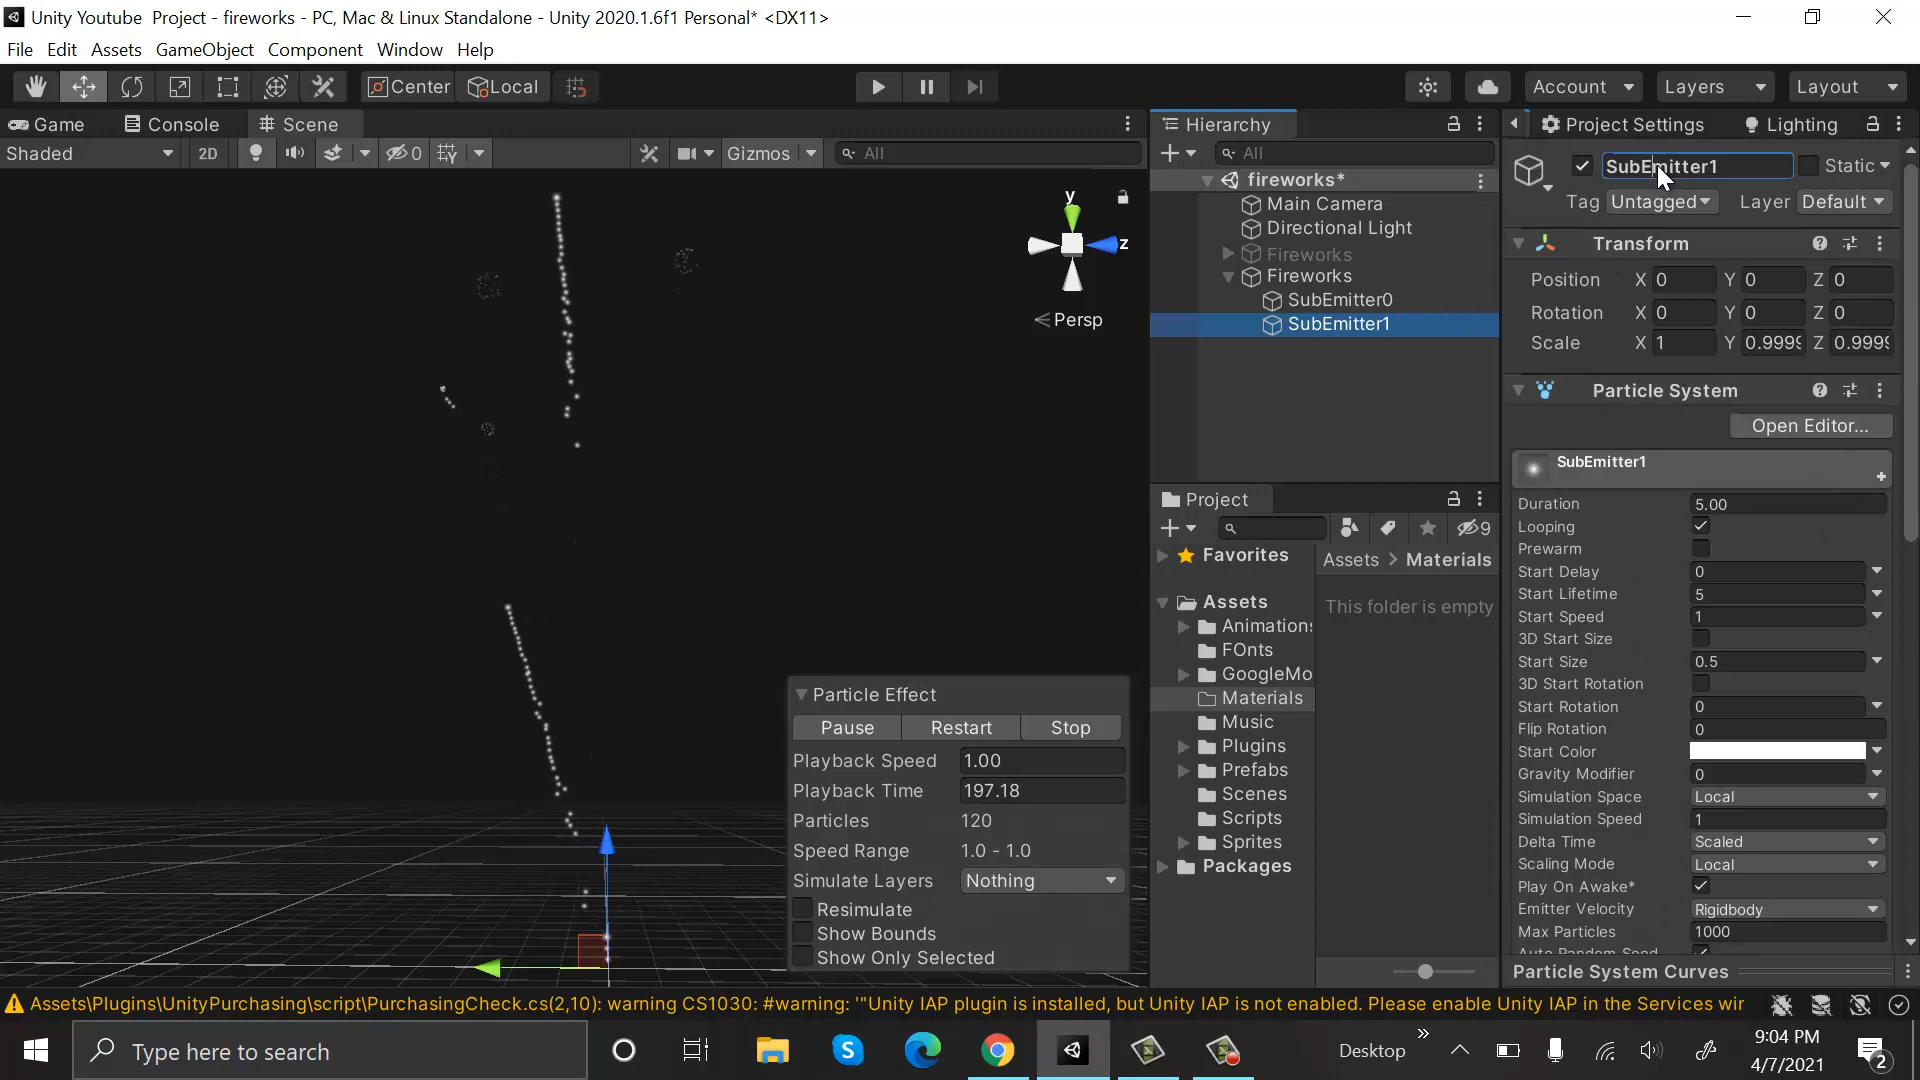 Unity Youtube Project - fireworks - PC, Mac & Linux Standalone - Unity 2020.1.6f1 Personal* <DX11>
File Edit Assets GameObject Component Window Help
Center Local Account Layers Layout
Game Console Scene
Hierarchy
Project Settings Lighting
Shaded 2D 0 Gizmos All
All
fireworks*
Main Camera
Directional Light
Fireworks
Fireworks
SubEmitter0
SubEmitter1
y
z
Persp
SubEmitter1 Static
Tag Untagged Layer Default
Transform
Position X 0 Y 0 Z 0
Rotation X 0 Y 0 Z 0
Scale X 1 Y 0.9999 Z 0.9999
Particle System
Open Editor...
SubEmitter1
Duration 5.00
Looping
Prewarm
Start Delay 0
Start Lifetime 5
Start Speed 1
3D Start Size
Start Size 0.5
3D Start Rotation
Start Rotation 0
Flip Rotation 0
Start Color
Gravity Modifier 0
Simulation Space Local
Simulation Speed 1
Delta Time Scaled
Scaling Mode Local
Play On Awake*
Emitter Velocity Rigidbody
Max Particles 1000
Auto Random Seed
Particle System Curves
Project
9
Favorites
Assets > Materials
This folder is empty
Assets
Animations
FOnts
GoogleMo
Materials
Music
Plugins
Prefabs
Scenes
Scripts
Sprites
Packages
Particle Effect
Pause Restart Stop
Playback Speed 1.00
Playback Time 197.18
Particles 120
Speed Range 1.0 - 1.0
Simulate Layers Nothing
Resimulate
Show Bounds
Show Only Selected
Assets\Plugins\UnityPurchasing\script\PurchasingCheck.cs(2,10): warning CS1030: #warning: '"Unity IAP plugin is installed, but Unity IAP is not enabled. Please enable Unity IAP in the Services wir
Type here to search
Desktop
9:04 PM
4/7/2021
2